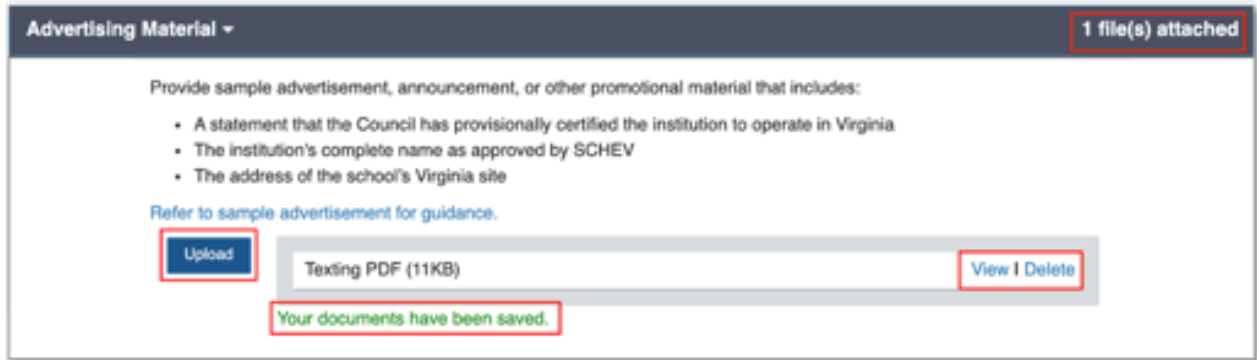 Advertising Material
1 file(s) attached
Provide sample advertisement, announcement, or other promotional material that includes:
• A statement that the Council has provisionally certified the institution to operate in Virginia
• The institution's complete name as approved by SCHEV
• The address of the school's Virginia site
Refer to sample advertisement for guidance.
Upload
Texting PDF (11KB)
View | Delete
Your documents have been saved.